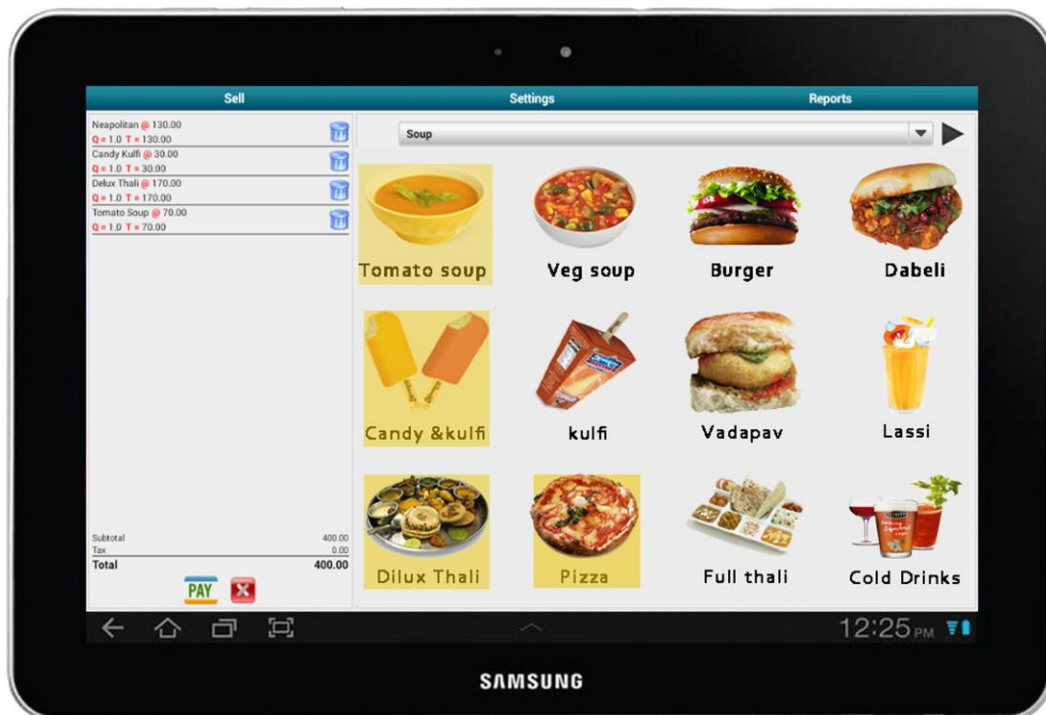 Sell
Settings
Reports
Neapolitan @ 130.00
Q = 1.0 T = 130.00
Candy Kulfi @ 30.00
Q = 1.0 T = 30.00
Delux Thali @ 170.00
Q = 1.0 T = 170.00
Tomato Soup @ 70.00
Q = 1.0 T = 70.00
Subtotal 400.00
Tax 0.00
Total 400.00
PAY
Soup
Tomato soup
Veg soup
Burger
Dabeli
Candy &kulfi
kulfi
Vadapav
Lassi
Dilux Thali
Pizza
Full thali
Cold Drinks
12:25 PM
SAMSUNG